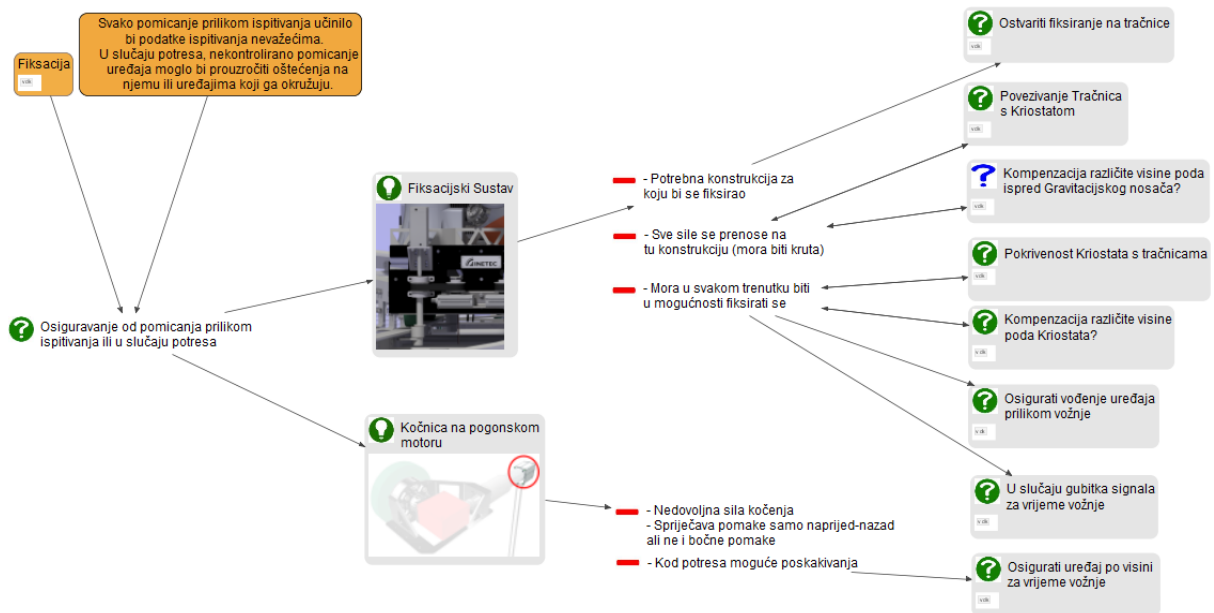 Fiksacija
Svako pomicanje prilikom ispitivanja učinilo
bi podatke ispitivanja nevažećima.
U slučaju potresa, nekontrolirano pomicanje
uređaja moglo bi prouzročiti oštećenja na
njemu ili uređajima koji ga okružuju.
Osiguravanje od pomicanja prilikom
ispitivanja ili u slučaju potresa
Fiksacijski Sustav
INETEC
Kočnica na pogonskom
motoru
- Potrebna konstrukcija za
koju bi se fiksirao
- Sve sile se prenose na
tu konstrukciju (mora biti kruta)
- Mora u svakom trenutku biti
u mogućnosti fiksirati se
- Nedovoljna sila kočenja
- Spriječava pomake samo naprijed-nazad
ali ne i bočne pomake
- Kod potresa moguće poskakivanja
Ostvariti fiksiranje na tračnice
Povezivanje Tračnica
s Kriostatom
Kompenzacija različite visine poda
ispred Gravitacijskog nosača?
Pokrivenost Kriostata s tračnicama
Kompenzacija različite visine
poda Kriostata?
Osigurati vođenje uređaja
prilikom vožnje
U slučaju gubitka signala
za vrijeme vožnje
Osigurati uređaj po visini
za vrijeme vožnje